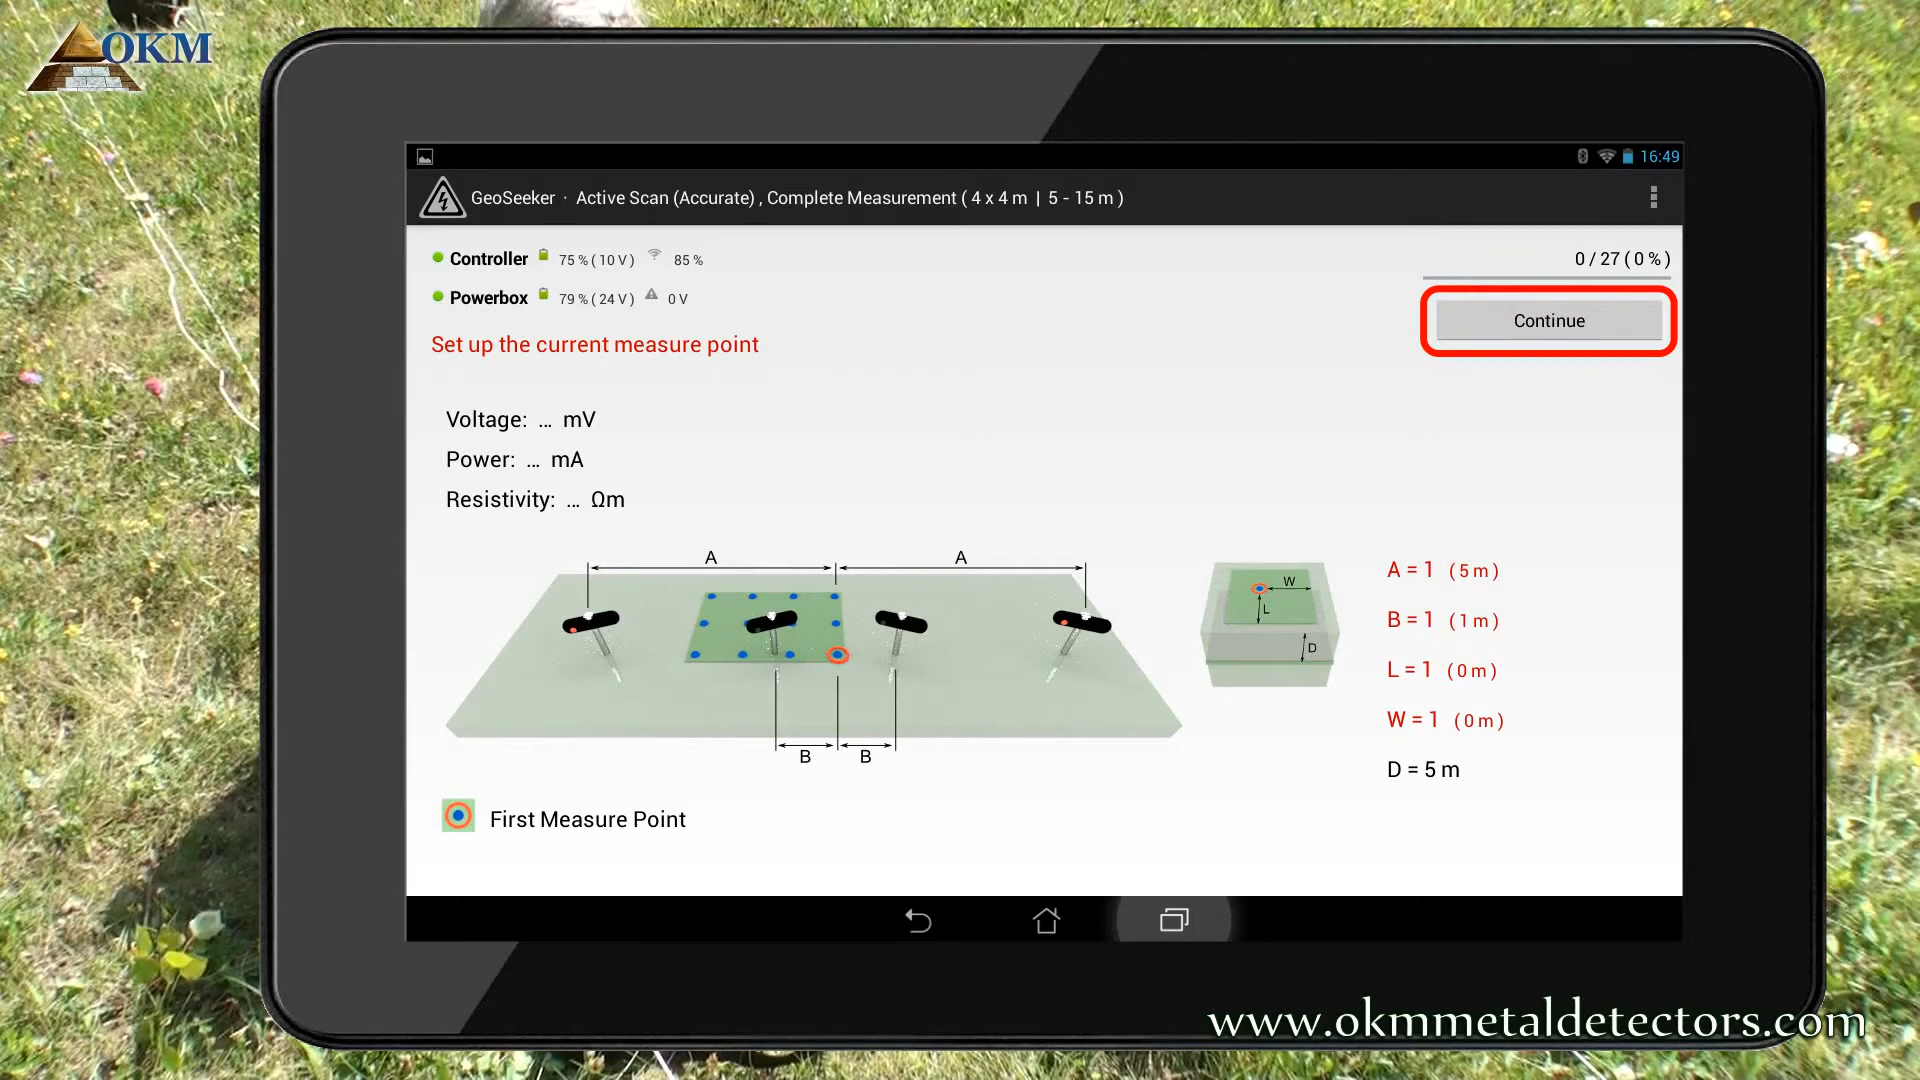 OKM
16:49
GeoSeeker · Active Scan (Accurate) , Complete Measurement ( 4 x 4 m | 5 - 15 m )
Controller 75 % ( 10 V ) 85 %
0 / 27 ( 0 % )
Powerbox 79 % ( 24 V ) 0 V
Continue
Set up the current measure point
Voltage: ... mV
Power: ... mA
Resistivity: ... Ωm
A A
B B
W
L
D
A = 1 ( 5 m )
B = 1 ( 1 m )
L = 1 ( 0 m )
W = 1 ( 0 m )
D = 5 m
First Measure Point
www.okmmetaldetectors.com